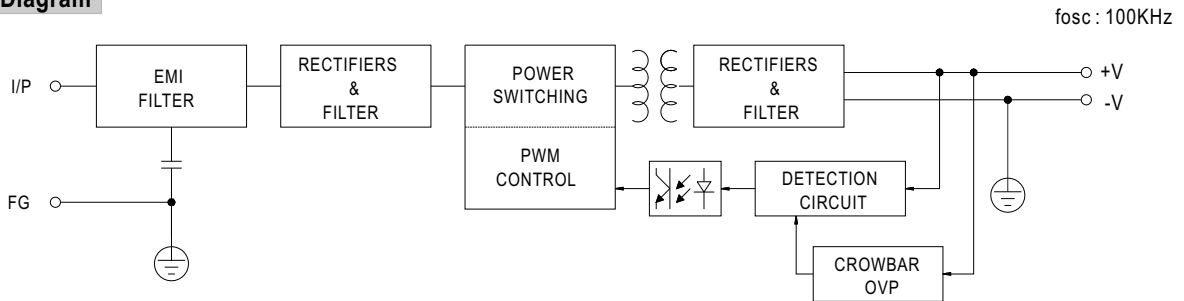 Diagram
fosc : 100KHz
I/P
EMI
FILTER
RECTIFIERS
&
FILTER
POWER
SWITCHING
PWM
CONTROL
RECTIFIERS
&
FILTER
+V
-V
DETECTION
CIRCUIT
CROWBAR
OVP
FG